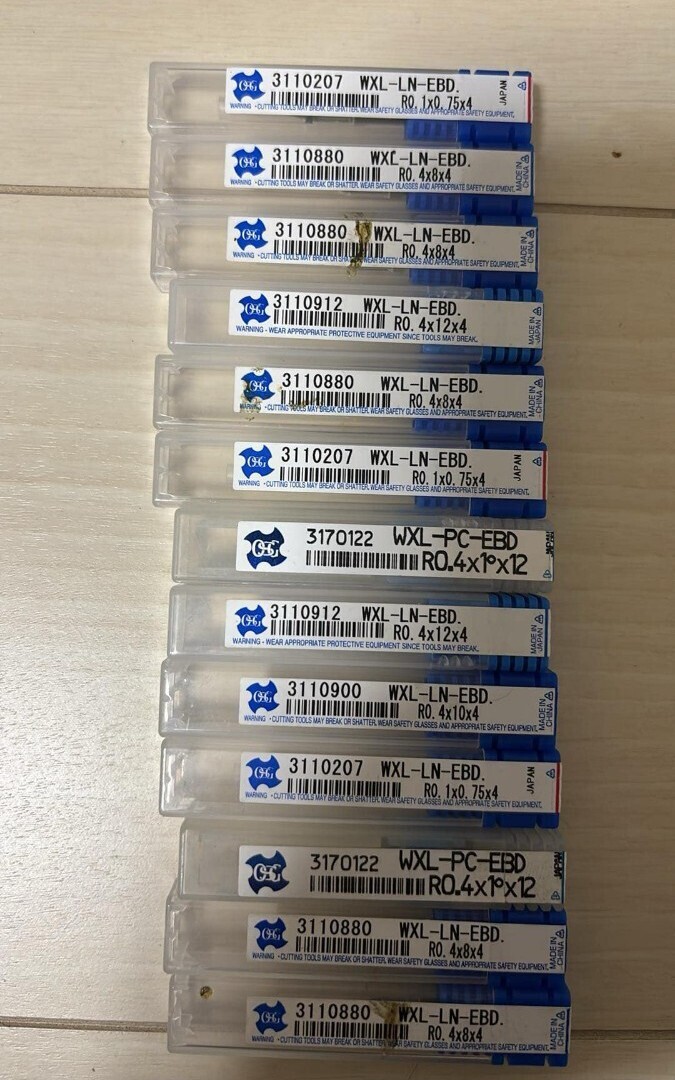 OSG 3110207 WXL-LN-EBD.
R0.1x0.75x4 JAPAN
WARNING ・CUTTING TOOLS MAY BREAK OR SHATTER. WEAR SAFETY GLASSES AND APPROPRIATE SAFETY EQUIPMENT.
OSG 3110880 WXL-LN-EBD.
R0.4x8x4 MADE IN CHINA
WARNING ・CUTTING TOOLS MAY BREAK OR SHATTER. WEAR SAFETY GLASSES AND APPROPRIATE SAFETY EQUIPMENT.
OSG 3110880 WXL-LN-EBD.
R0.4x8x4 MADE IN CHINA
WARNING ・CUTTING TOOLS MAY BREAK OR SHATTER. WEAR SAFETY GLASSES AND APPROPRIATE SAFETY EQUIPMENT.
OSG 3110912 WXL-LN-EBD.
R0.4x12x4 MADE IN JAPAN
WARNING - WEAR APPROPRIATE PROTECTIVE EQUIPMENT SINCE TOOLS MAY BREAK.
OSG 3110880 WXL-LN-EBD.
R0.4x8x4 MADE IN CHINA
WARNING ・CUTTING TOOLS MAY BREAK OR SHATTER. WEAR SAFETY GLASSES AND APPROPRIATE SAFETY EQUIPMENT.
OSG 3110207 WXL-LN-EBD.
R0.1x0.75x4 JAPAN
WARNING ・CUTTING TOOLS MAY BREAK OR SHATTER. WEAR SAFETY GLASSES AND APPROPRIATE SAFETY EQUIPMENT.
OSG 3170122 WXL-PC-EBD
R0.4x1°x12 JAPAN
OSG 3110912 WXL-LN-EBD.
R0.4x12x4 MADE IN JAPAN
WARNING - WEAR APPROPRIATE PROTECTIVE EQUIPMENT SINCE TOOLS MAY BREAK.
OSG 3110900 WXL-LN-EBD.
R0.4x10x4 MADE IN CHINA
WARNING ・CUTTING TOOLS MAY BREAK OR SHATTER. WEAR SAFETY GLASSES AND APPROPRIATE SAFETY EQUIPMENT.
OSG 3110207 WXL-LN-EBD.
R0.1x0.75x4 JAPAN
WARNING ・CUTTING TOOLS MAY BREAK OR SHATTER. WEAR SAFETY GLASSES AND APPROPRIATE SAFETY EQUIPMENT.
OSG 3170122 WXL-PC-EBD
R0.4x1°x12 JAPAN
OSG 3110880 WXL-LN-EBD.
R0.4x8x4 MADE IN CHINA
WARNING ・CUTTING TOOLS MAY BREAK OR SHATTER. WEAR SAFETY GLASSES AND APPROPRIATE SAFETY EQUIPMENT.
OSG 3110880 WXL-LN-EBD.
R0.4x8x4 MADE IN CHINA
WARNING ・CUTTING TOOLS MAY BREAK OR SHATTER. WEAR SAFETY GLASSES AND APPROPRIATE SAFETY EQUIPMENT.